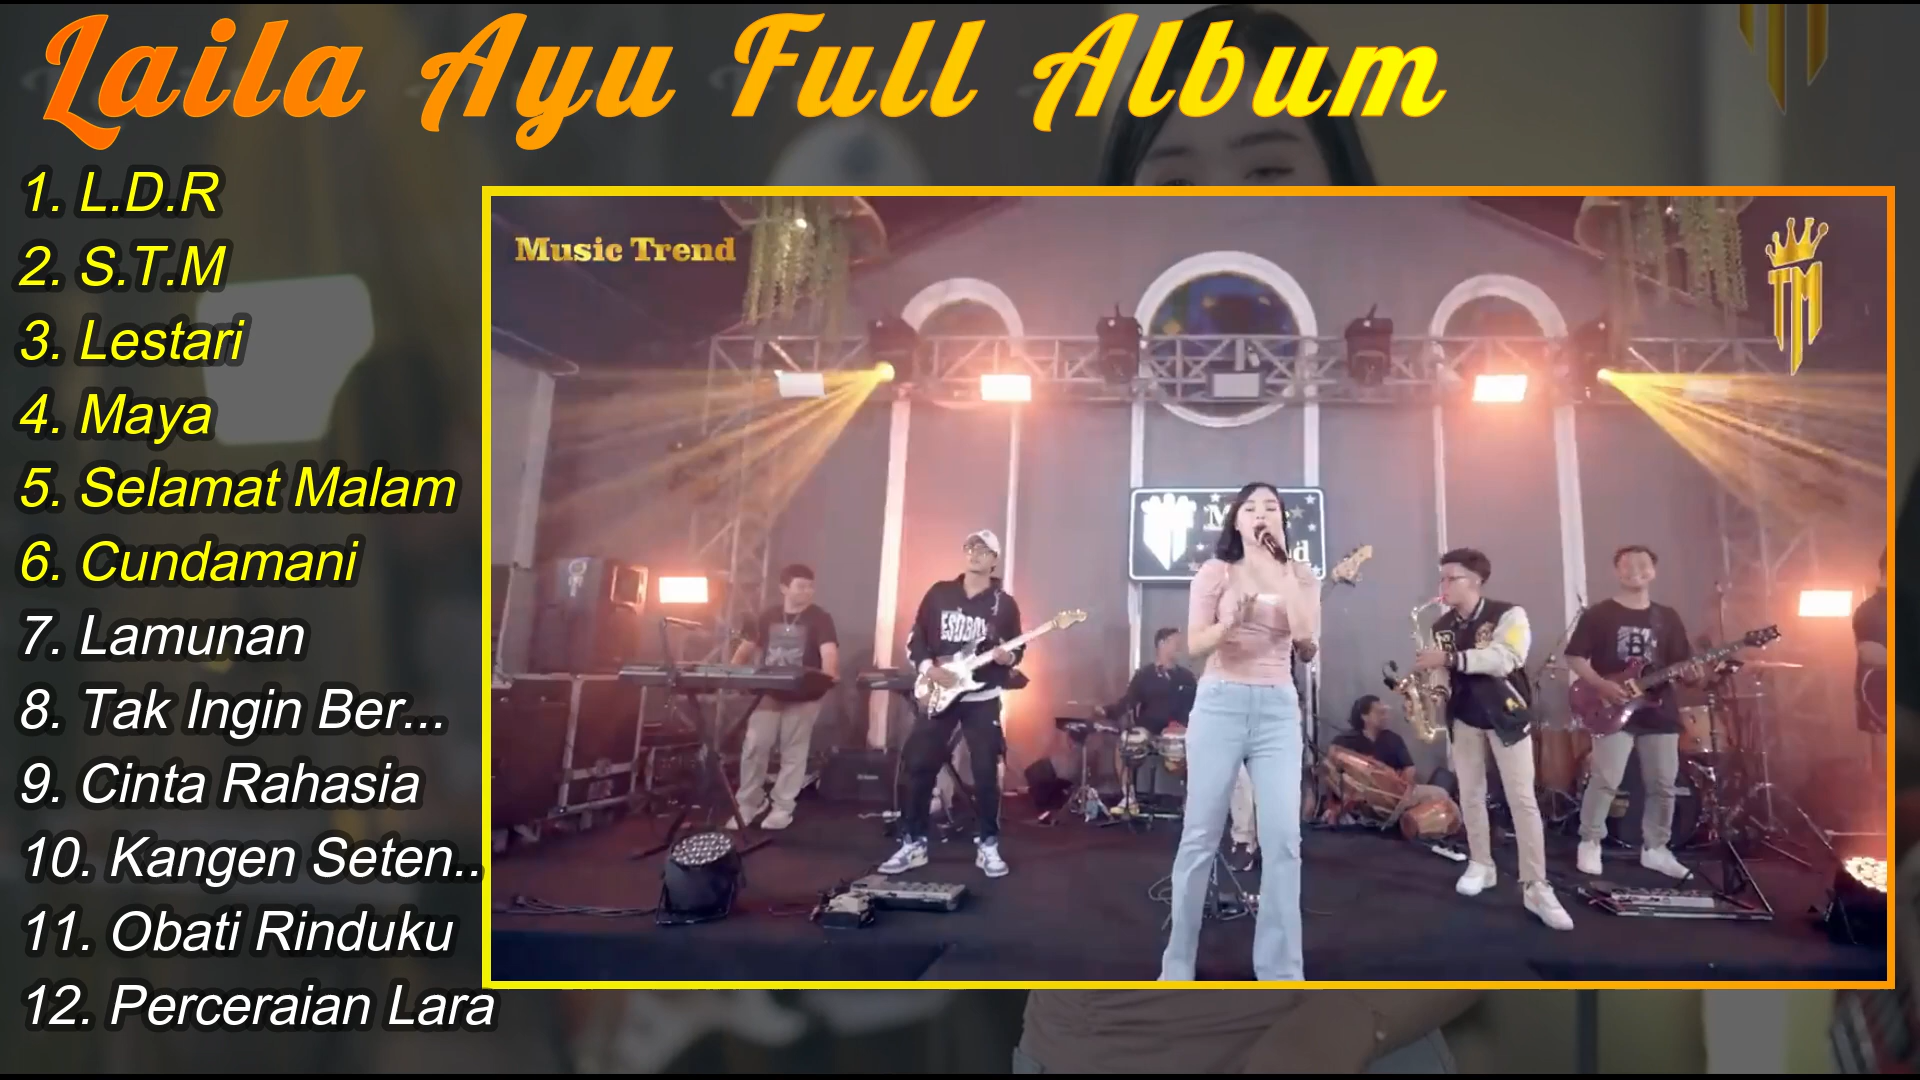 Laila Ayu Full Album
1. L.D.R
2. S.T.M
3. Lestari
4. Maya
5. Selamat Malam
6. Cundamani
7. Lamunan
8. Tak Ingin Ber...
9. Cinta Rahasia
10. Kangen Seten..
11. Obati Rinduku
12. Perceraian Lara
Music Trend
TM